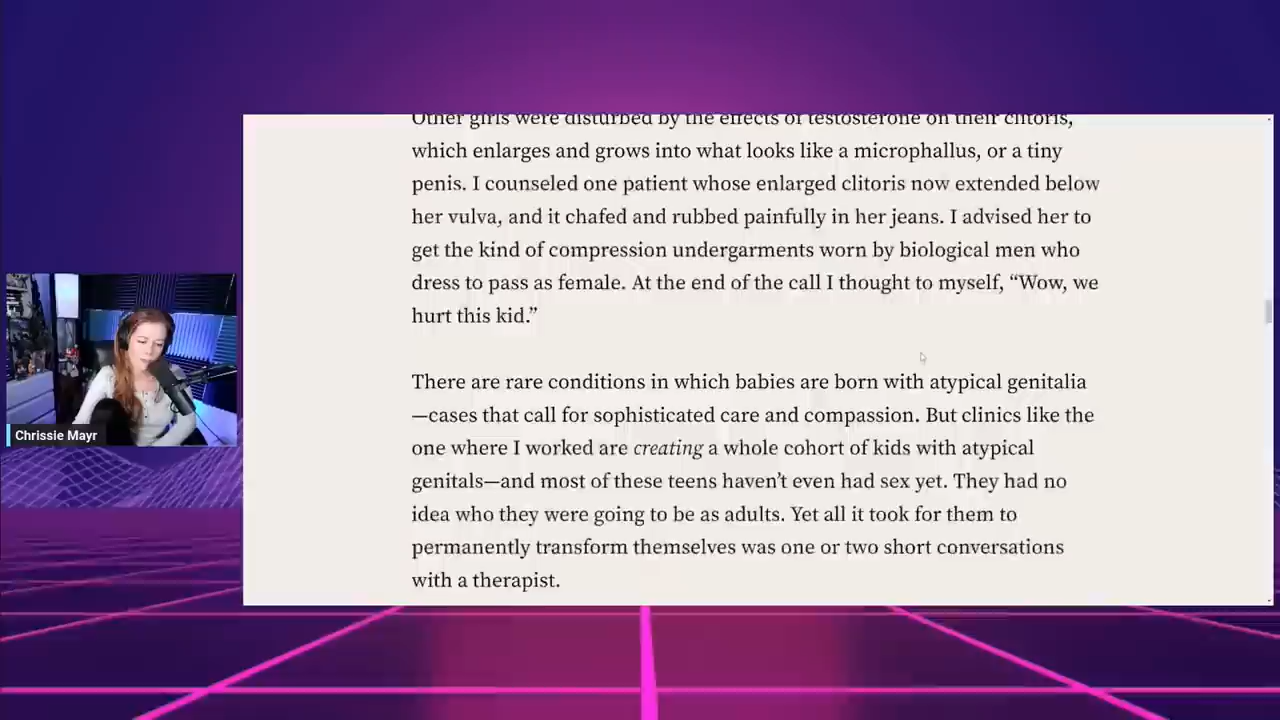 Other girls were disturbed by the effects of testosterone on their clitoris,
which enlarges and grows into what looks like a microphallus, or a tiny
penis. I counseled one patient whose enlarged clitoris now extended below
her vulva, and it chafed and rubbed painfully in her jeans. I advised her to
get the kind of compression undergarments worn by biological men who
dress to pass as female. At the end of the call I thought to myself, “Wow, we
hurt this kid.”
There are rare conditions in which babies are born with atypical genitalia
—cases that call for sophisticated care and compassion. But clinics like the
one where I worked are creating a whole cohort of kids with atypical
genitals—and most of these teens haven’t even had sex yet. They had no
idea who they were going to be as adults. Yet all it took for them to
permanently transform themselves was one or two short conversations
with a therapist.
Chrissie Mayr